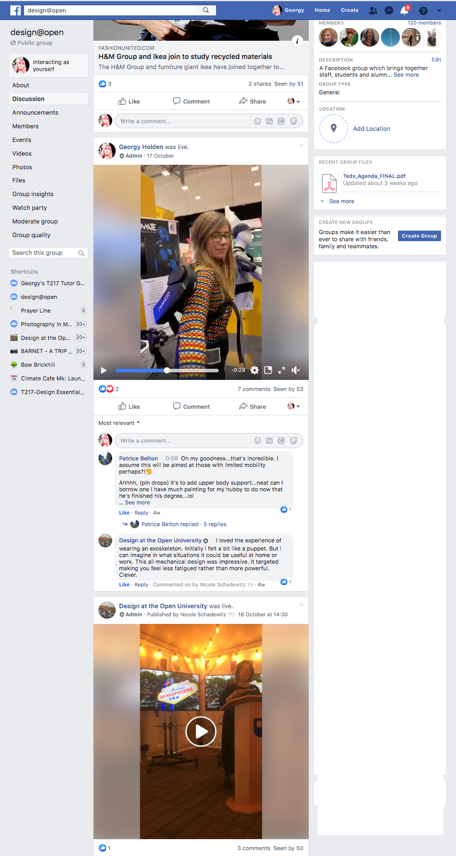 design@open
Georgy
Home
Create
design@open
Public group
Interacting as
yourself
About
Discussion
Announcements
Members
Events
Videos
Photos
Files
Group insights
Watch party
Moderate group
Group quality
Search this group
Shortcuts
Georgy's T217 Tutor G...
design@open
Prayer Line 3
Photography in M... 20+
Design at the Op... 20+
BARNET - A TRIP ... 20+
Bow Brickhill 3
Climate Cafe Mk: Laun...
T217-Design Essential...
FASHIONUNITED.COM
H&M Group and Ikea join to study recycled materials
The H&M Group and furniture giant Ikea have joined together to...
3
2 shares Seen by 51
Like Comment Share
Write a comment...
Georgy Holden was live.
Admin · 17 October
-0:29
2
7 comments Seen by 53
Like Comment Share
Most relevant
Write a comment...
Patrice Belton · 0:58 Oh my goodness...that's incredible. I
assume this will be aimed at those with limited mobility
perhaps?!
Ahhhh, (pin drops) it's to add upper body support...neat can I
borrow one I have much painting for my hubby to do now that
he's finished his degree...lol
... See more
1
Like · Reply · 4w
Patrice Belton replied · 5 replies
Design at the Open University · I loved the experience of
wearing an exoskeleton. Initially I felt a bit like a puppet. But I
can imagine in what situations it could be useful at home or
work. This all mechanical design was impressive. It targeted
making you feel less fatigued rather than more powerful.
Clever.
1
Like · Reply · Commented on by Nicole Schadewitz [?] · 4w
Design at the Open University was live.
Admin · Published by Nicole Schadewitz [?] · 16 October at 14:30
1
3 comments Seen by 50
MEMBERS
120 members
DESCRIPTION
Edit
A Facebook group which brings together
staff, students and alumn... See more
GROUP TYPE
General
LOCATION
Add Location
RECENT GROUP FILES
Tedx_Agenda_FINAL.pdf
Updated about 2 weeks ago
See more
CREATE NEW GROUPS
Groups make it easier than
ever to share with friends,
family and teammates.
Create Group